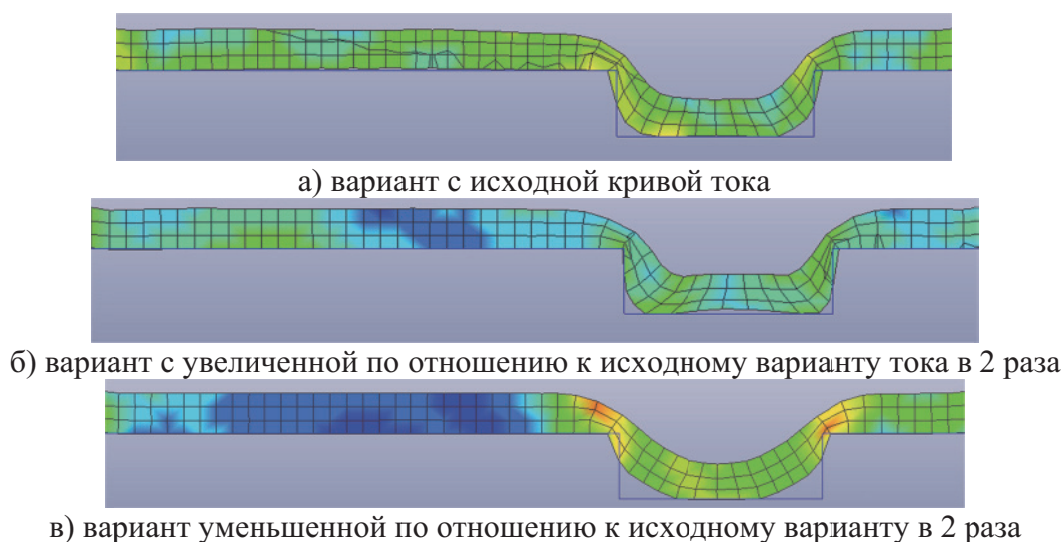 а) вариант с исходной кривой тока
б) вариант с увеличенной по отношению к исходному варианту тока в 2 раза
в) вариант уменьшенной по отношению к исходному варианту в 2 раза